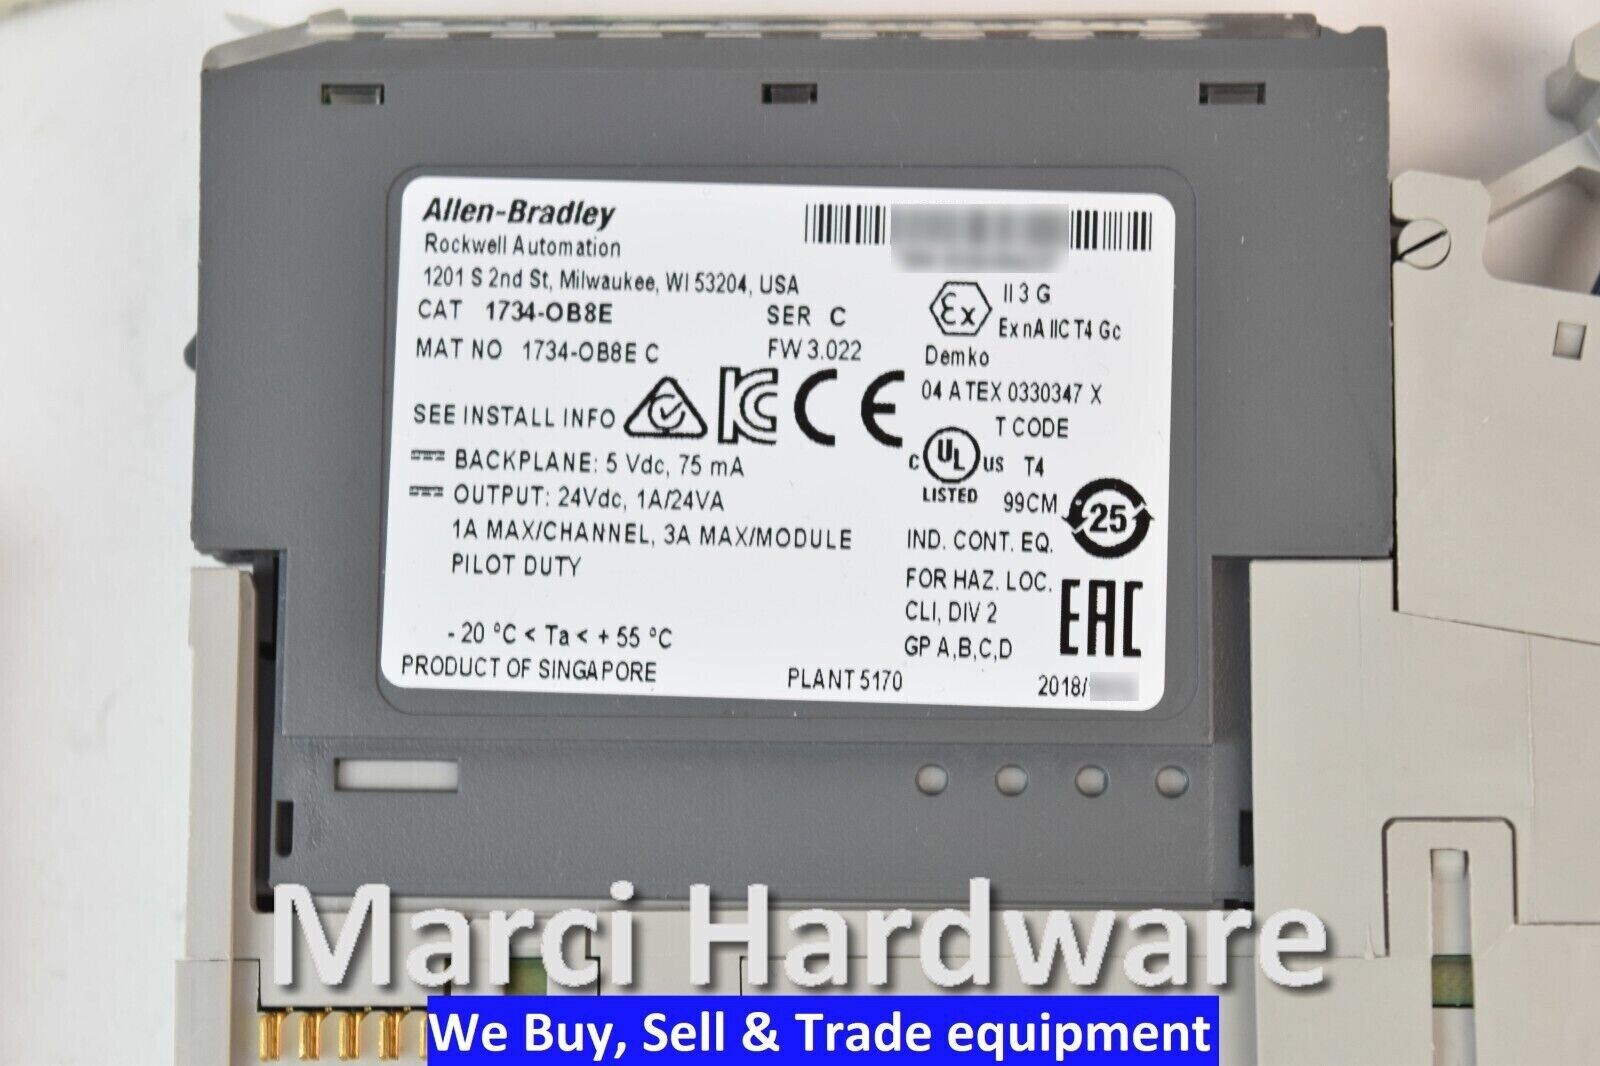 Allen-Bradley
Rockwell Automation
1201 S 2nd St, Milwaukee, WI 53204, USA
CAT 1734-OB8E
SER C
MAT NO 1734-OB8E C
FW 3.022
SEE INSTALL INFO
BACKPLANE: 5 Vdc, 75 mA
OUTPUT: 24Vdc, 1A/24VA
1A MAX/CHANNEL, 3A MAX/MODULE
PILOT DUTY
- 20 °C < Ta < + 55 °C
PRODUCT OF SINGAPORE
PLANT 5170
Ex
II 3 G
Ex nA IIC T4 Gc
Demko
04 ATEX 0330347 X
T CODE
C UL US T4
LISTED
99CM
25
IND. CONT. EQ.
FOR HAZ. LOC.
CLI, DIV 2
GP A,B,C,D
KC
CE
EAC
2018/
Marci Hardware
We Buy, Sell & Trade equipment